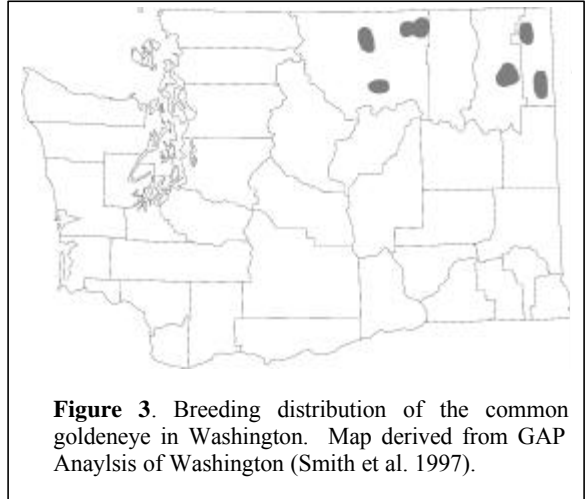 Figure 3. Breeding distribution of the common
goldeneye in Washington. Map derived from GAP
Anaylsis of Washington (Smith et al. 1997).